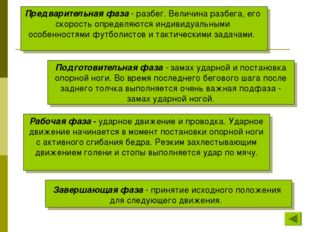 Предварительная фаза - разбег. Величина разбега, его
скорость определяются индивидуальными
особенностями футболистов и тактическими задачами.
Подготовительная фаза - замах ударной и постановка
опорной ноги. Во время последнего бегового шага после
заднего толчка выполняется очень важная подфаза -
замах ударной ногой.
Рабочая фаза - ударное движение и проводка. Ударное
движение начинается в момент постановки опорной ноги
с активного сгибания бедра. Резким захлестывающим
движением голени и стопы выполняется удар по мячу.
Завершающая фаза - принятие исходного положения
для следующего движения.